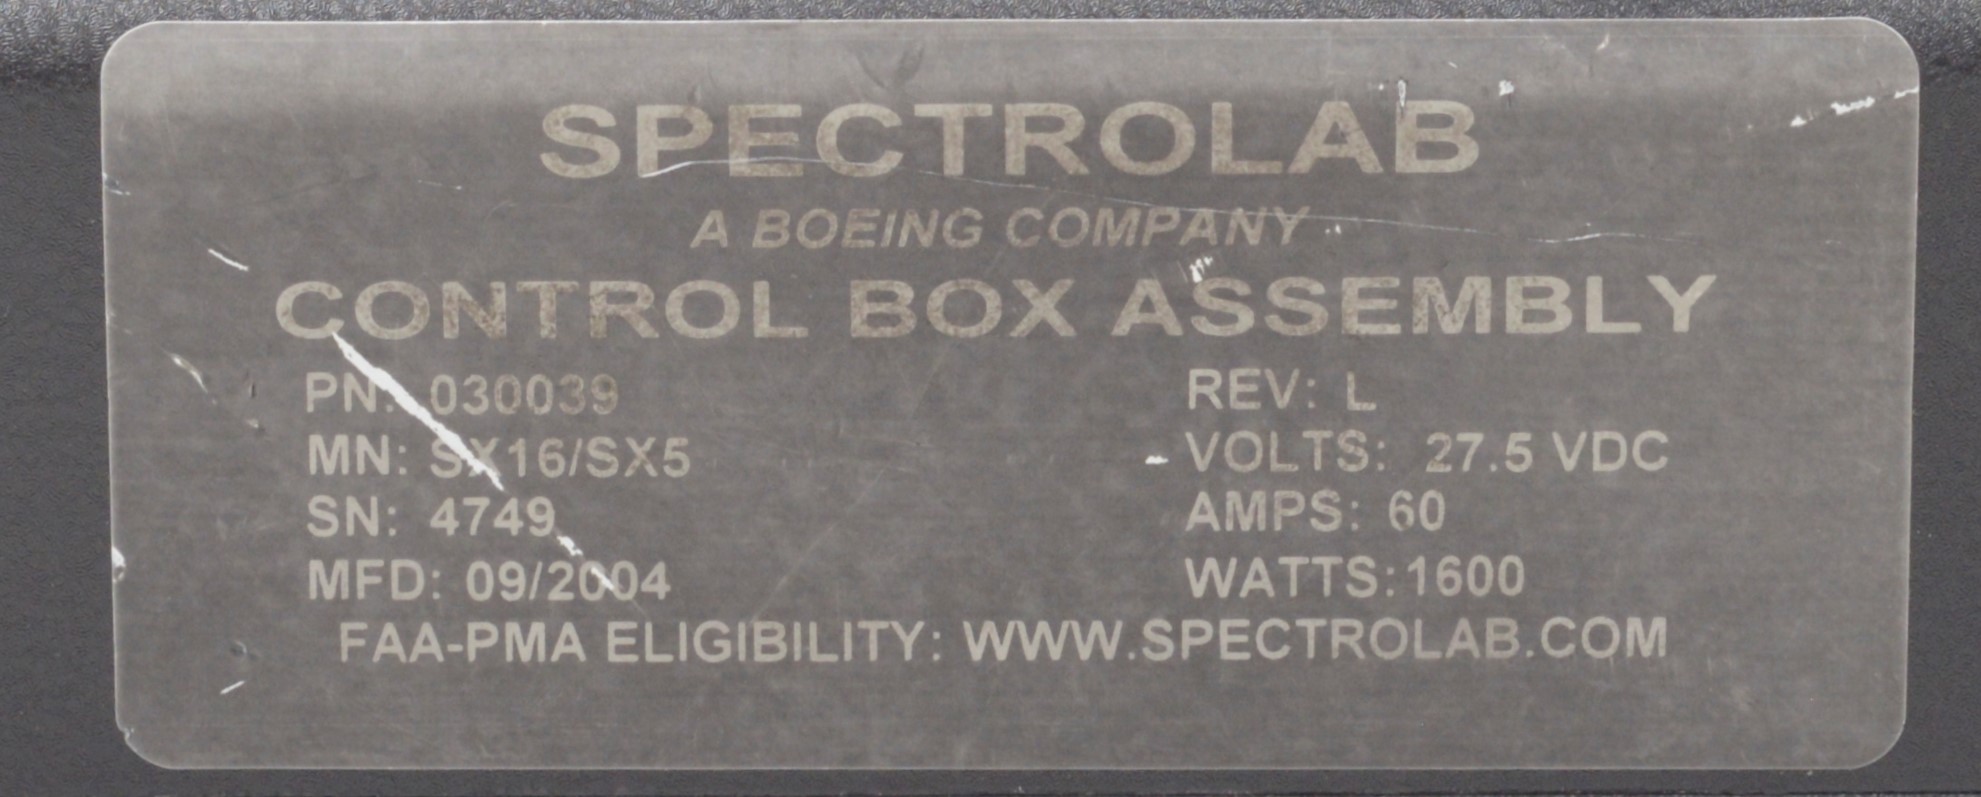 SPECTROLAB
A BOEING COMPANY
CONTROL BOX ASSEMBLY
PN: 030039 REV: L
MN: SX16/SX5 VOLTS: 27.5 VDC
SN: 4749 AMPS: 60
MFD: 09/2004 WATTS:1600
FAA-PMA ELIGIBILITY: WWW.SPECTROLAB.COM